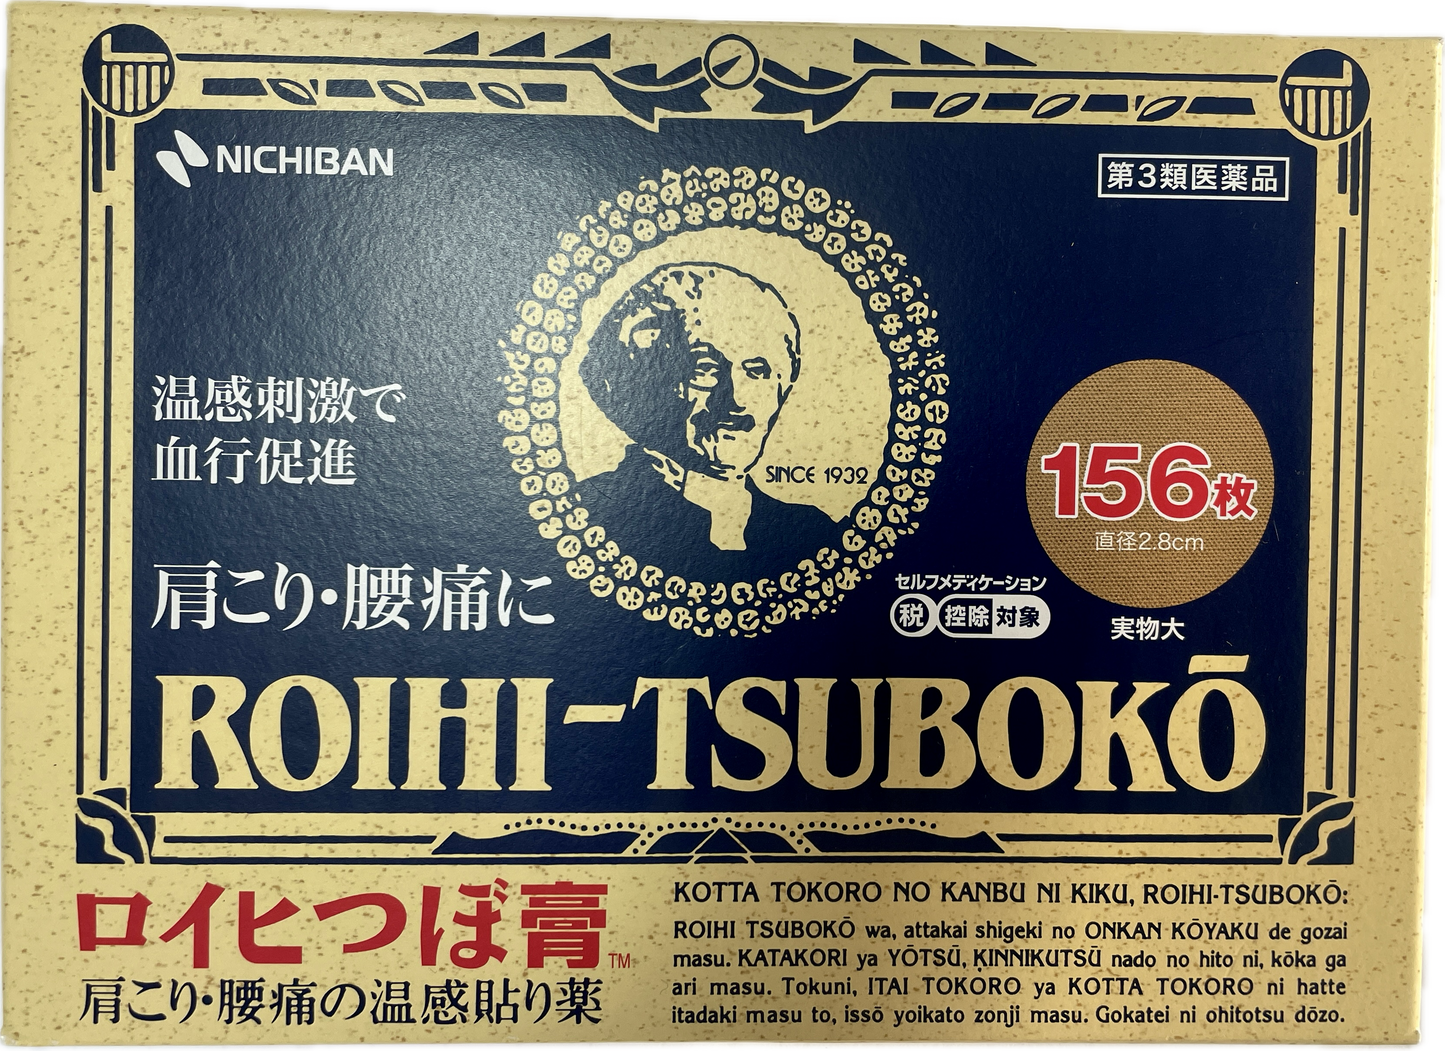 NICHIBAN
第3類医薬品
温感刺激で
血行促進
SINCE 1932
156枚
直径2.8cm
実物大
肩こり・腰痛に
セルフメディケーション
税 控除 対象
ROIHI-TSUBOKŌ
ロイヒつぼ膏™
肩こり・腰痛の温感貼り薬
KOTTA TOKORO NO KANBU NI KIKU, ROIHI-TSUBOKŌ:
ROIHI TSUBOKŌ wa, attakai shigeki no ONKAN KŌYAKU de gozai
masu. KATAKORI ya YŌTSŪ, KINNIKUTSŪ nado no hito ni, kōka ga
ari masu. Tokuni, ITAI TOKORO ya KOTTA TOKORO ni hatte
itadaki masu to, issō yoikato zonji masu. Gokatei ni ohitotsu dōzo.